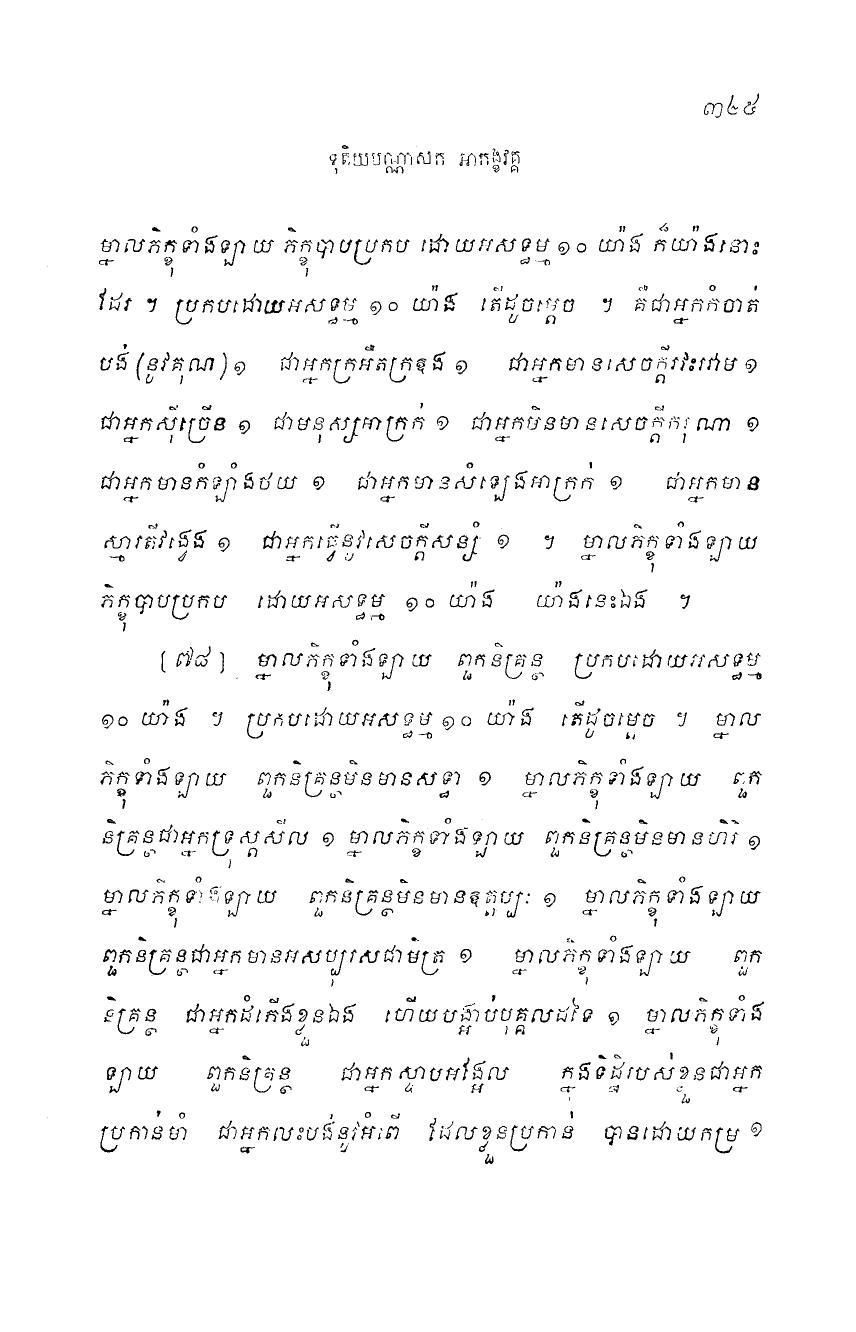 ៣៤៥
ទុតិយបណ្ណាសក អាកង្ខវគ្គ
ម្នាលភិក្ខុទាំងឡាយ ភិក្ខុបាបប្រកប ដោយអសទ្ធម្ម ១០ យ៉ាង ក៏យ៉ាងនោះ
ដែរ ។ ប្រកបដោយអសទ្ធម្ម ១០ យ៉ាង តើដូចម្តេច ។ គឺជាអ្នកកំចាត់
បង់ (នូវគុណ) ១ ជាអ្នកក្រអឺតក្រទុង ១ ជាអ្នកមានសេចក្តីរវះរវាម ១
ជាអ្នកស៊ីច្រើន ១ ជាមនុស្សអាក្រក់ ១ ជាអ្នកមិនមានសេចក្តីករុណា ១
ជាអ្នកមានកំឡាំងថយ ១ ជាអ្នកមានសំឡេងអាក្រក់ ១ ជាអ្នកមាន
ស្មារតីវង្វេង ១ ជាអ្នកធ្វើនូវសេចក្តីសន្សំ ១ ។ ម្នាលភិក្ខុទាំងឡាយ
ភិក្ខុបាបប្រកប ដោយអសទ្ធម្ម ១០ យ៉ាង យ៉ាងនេះឯង ។
[៧៨] ម្នាលភិក្ខុទាំងឡាយ ពួកនិគ្រន្ថ ប្រកបដោយអសទ្ធម្ម
១០ យ៉ាង ។ ប្រកបដោយអសទ្ធម្ម ១០ យ៉ាង តើដូចម្តេច ។ ម្នាល
ភិក្ខុទាំងឡាយ ពួកនិគ្រន្ថមិនមានសទ្ធា ១ ម្នាលភិក្ខុទាំងឡាយ ពួក
និគ្រន្ថជាអ្នកទ្រុស្តសីល ១ ម្នាលភិក្ខុទាំងឡាយ ពួកនិគ្រន្ថមិនមានហិរិ ១
ម្នាលភិក្ខុទាំងឡាយ ពួកនិគ្រន្ថមិនមានឱត្តប្បៈ ១ ម្នាលភិក្ខុទាំងឡាយ
ពួកនិគ្រន្ថជាអ្នកមានអសប្បុរសជាមិត្រ ១ ម្នាលភិក្ខុទាំងឡាយ ពួក
និគ្រន្ថ ជាអ្នកដំកើងខ្លួនឯង ហើយបង្អាប់បុគ្គលដទៃ ១ ម្នាលភិក្ខុទាំង
ឡាយ ពួកនិគ្រន្ថ ជាអ្នកស្ទាបអង្អែល ក្នុងទិដ្ឋិរបស់ខ្លួនជាអ្នក
ប្រកាន់មាំ ជាអ្នកលះបង់នូវអំពើ ដែលខ្លួនប្រកាន់ បានដោយកម្រ ១